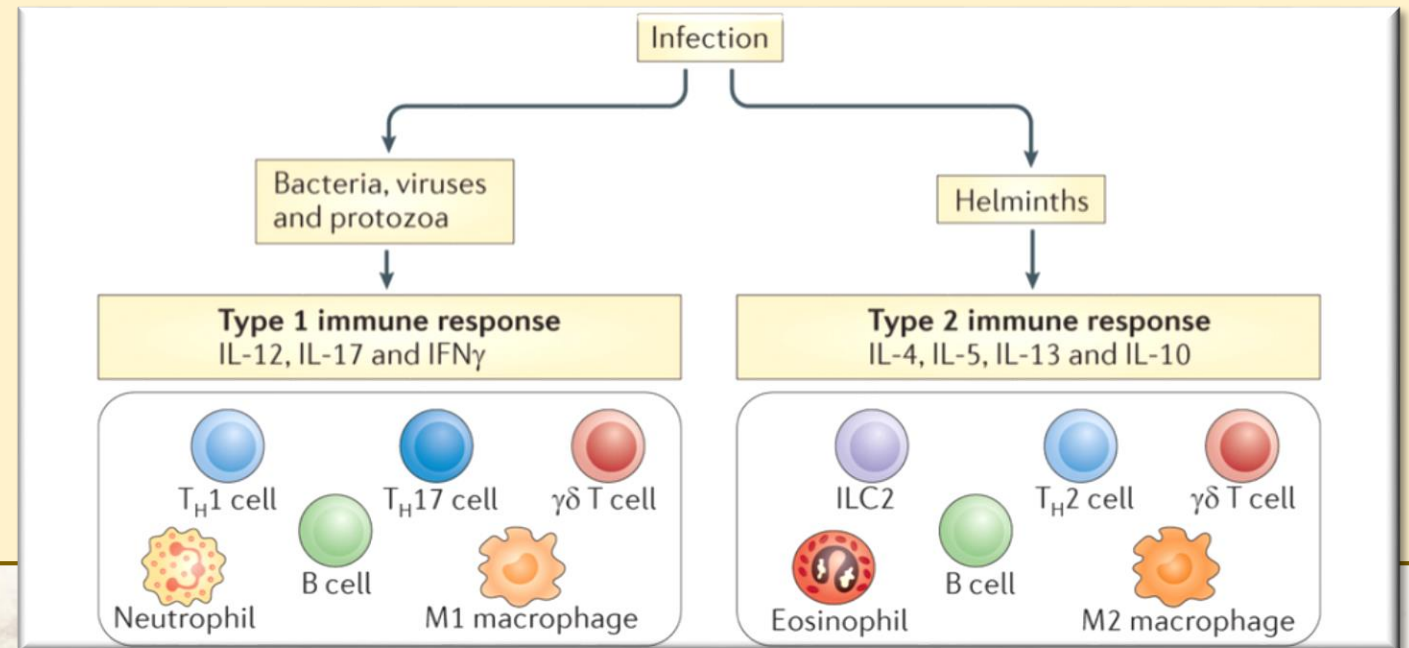 Infection
Bacteria, viruses
and protozoa
Helminths
Type 1 immune response
IL-12, IL-17 and IFNγ
Type 2 immune response
IL-4, IL-5, IL-13 and IL-10
TH1 cell
TH17 cell
γδ T cell
B cell
Neutrophil
M1 macrophage
ILC2
TH2 cell
γδ T cell
B cell
Eosinophil
M2 macrophage